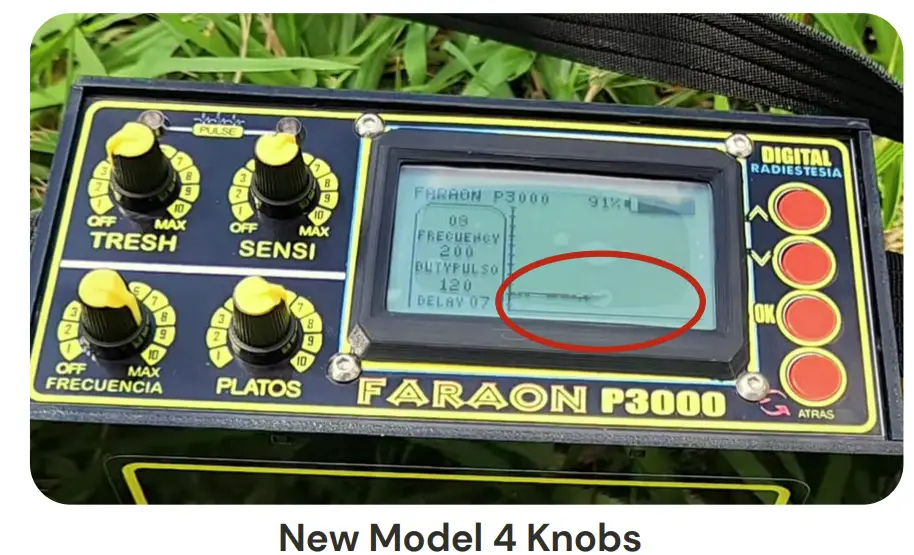 PULSE
OFF MAX
TRESH
OFF MAX
SENSI
OFF MAX
FRECUENCIA
PLATOS
FARAON P3000 91%
08
FRECUENCY
200
DUTYPULSO
120
DELAY 07
DIGITAL
RADIESTESIA
OK
ATRAS
FARAON P3000
New Model 4 Knobs